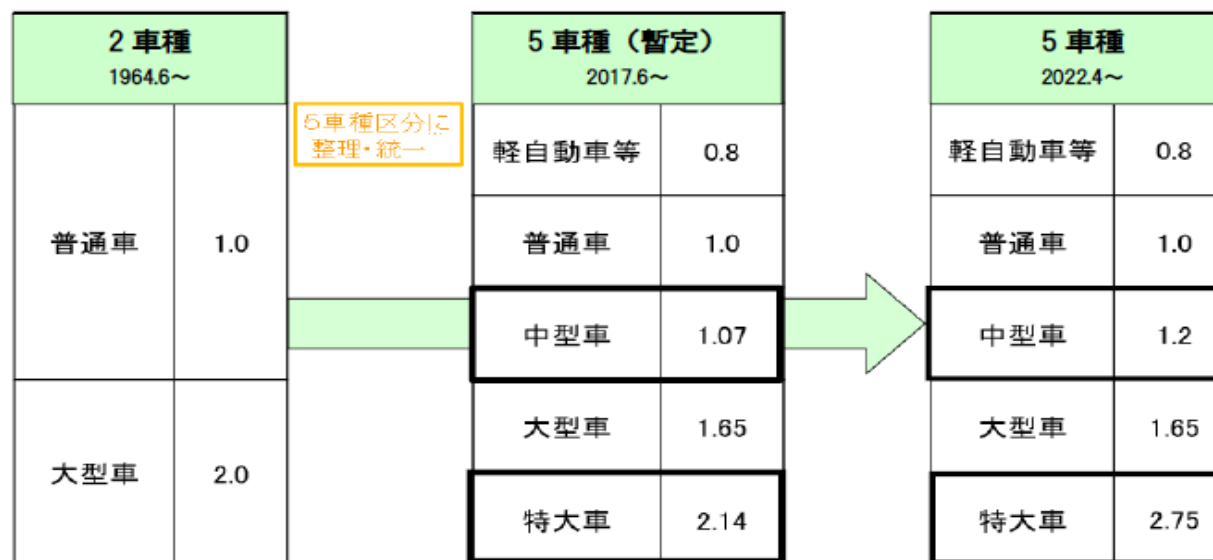 2 車種
1964.6～
普通車 1.0
大型車 2.0
5車種区分に
整理・統一
5 車種（暫定）
2017.6～
軽自動車等 0.8
普通車 1.0
中型車 1.07
大型車 1.65
特大車 2.14
5 車種
2022.4～
軽自動車等 0.8
普通車 1.0
中型車 1.2
大型車 1.65
特大車 2.75